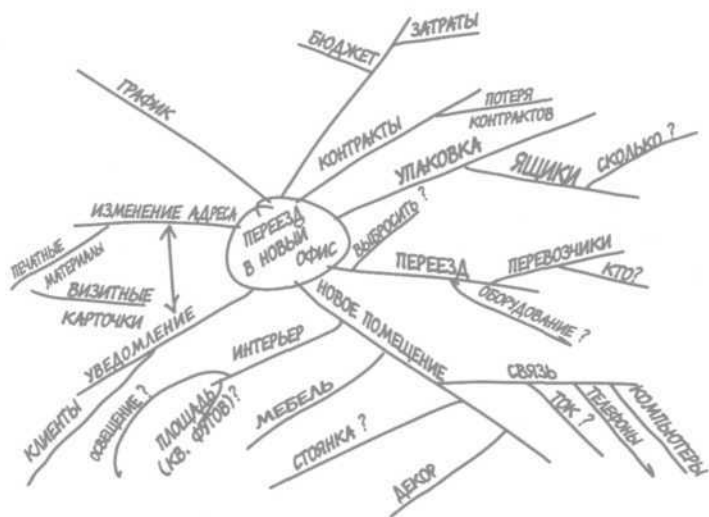 ПЕРЕЕЗД
В НОВЫЙ
ОФИС
ГРАФИК
БЮДЖЕТ
ЗАТРАТЫ
КОНТРАКТЫ
ПОТЕРЯ
КОНТРАКТОВ
УПАКОВКА
ЯЩИКИ
СКОЛЬКО?
ПЕРЕЕЗД
ВЫБРОСИТЬ?
ПЕРЕВОЗЧИКИ
КТО?
ОБОРУДОВАНИЕ?
НОВОЕ ПОМЕЩЕНИЕ
СВЯЗЬ
ТОК?
ТЕЛЕФОНЫ
КОМПЬЮТЕРЫ
ДЕКОР
СТОЯНКА?
МЕБЕЛЬ
ИНТЕРЬЕР
ПЛОЩАДЬ
(КВ. ФУТОВ)?
ОСВЕЩЕНИЕ?
УВЕДОМЛЕНИЕ
КЛИЕНТЫ
ИЗМЕНЕНИЕ АДРЕСА
ПЕЧАТНЫЕ
МАТЕРИАЛЫ
ВИЗИТНЫЕ
КАРТОЧКИ